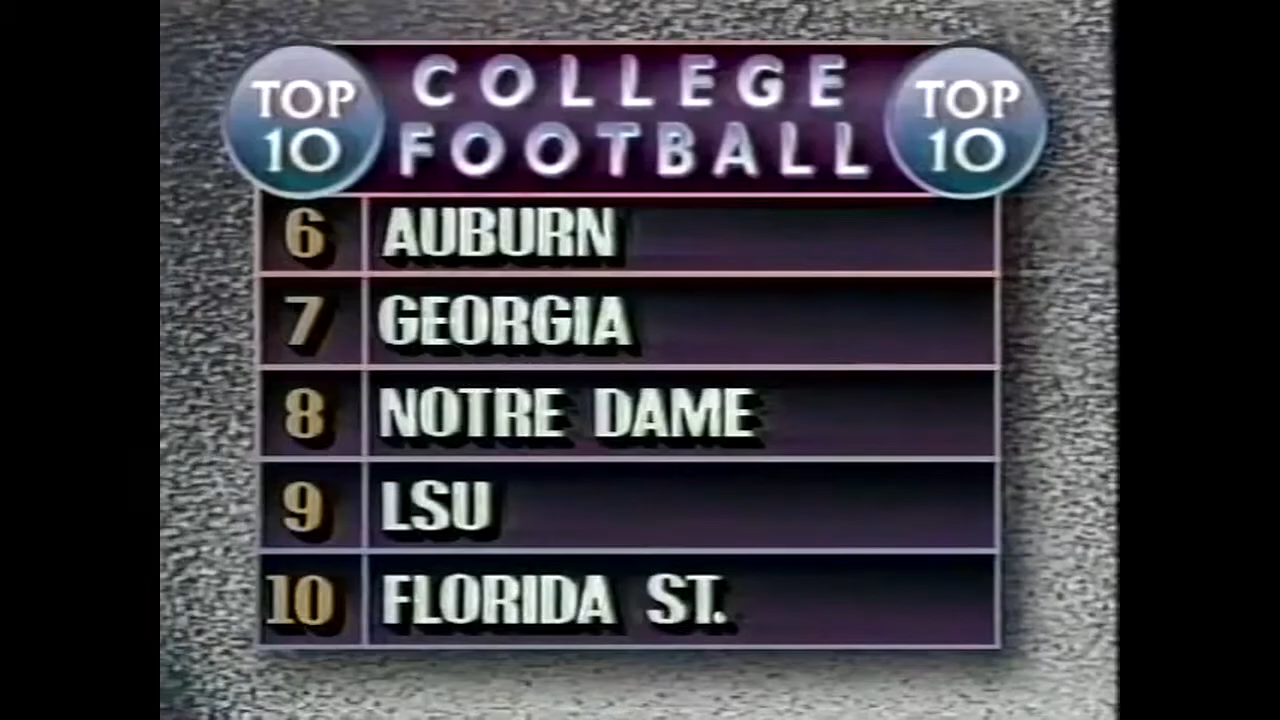 TOP
10
COLLEGE
FOOTBALL
TOP
10
6 AUBURN
7 GEORGIA
8 NOTRE DAME
9 LSU
10 FLORIDA ST.